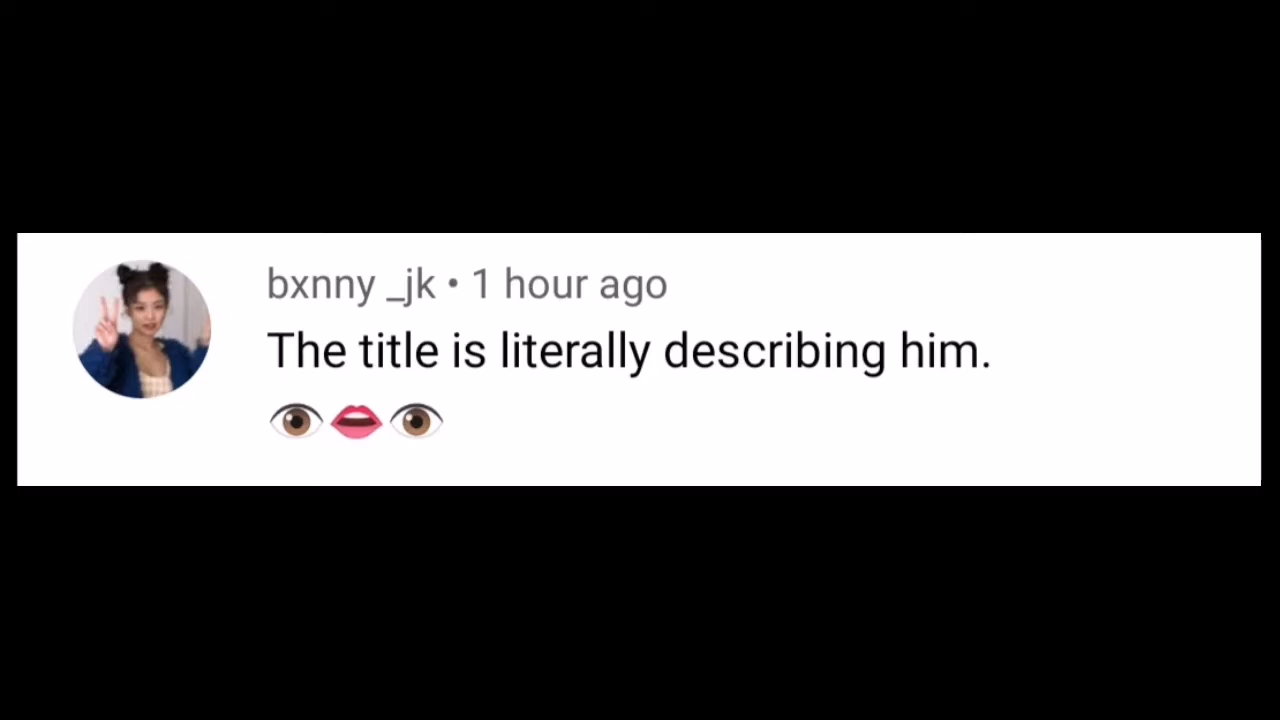 bxnny _jk • 1 hour ago
The title is literally describing him.
👁️👄👁️